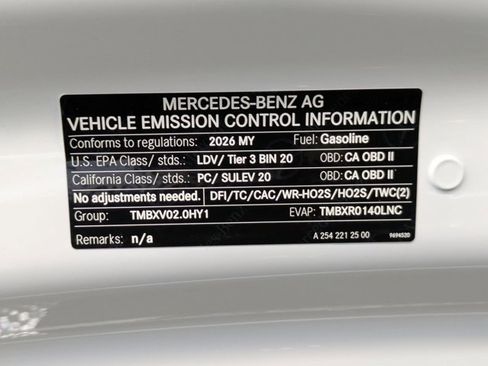 MERCEDES-BENZ AG
VEHICLE EMISSION CONTROL INFORMATION
Conforms to regulations: 2026 MY Fuel: Gasoline
U.S. EPA Class/ stds.: LDV/ Tier 3 BIN 20 OBD: CA OBD II
California Class/ stds.: PC/ SULEV 20 OBD: CA OBD II
No adjustments needed. DFI/TC/CAC/WR-HO2S/HO2S/TWC(2)
Group: TMBXV02.0HY1 EVAP: TMBXR0140LNC
Remarks: n/a A 254 221 25 00